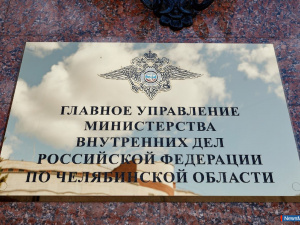 ГЛАВНОЕ УПРАВЛЕНИЕ
МИНИСТЕРСТВА
ВНУТРЕННИХ ДЕЛ
РОССИЙСКОЙ ФЕДЕРАЦИИ
ПО ЧЕЛЯБИНСКОЙ ОБЛАСТИ